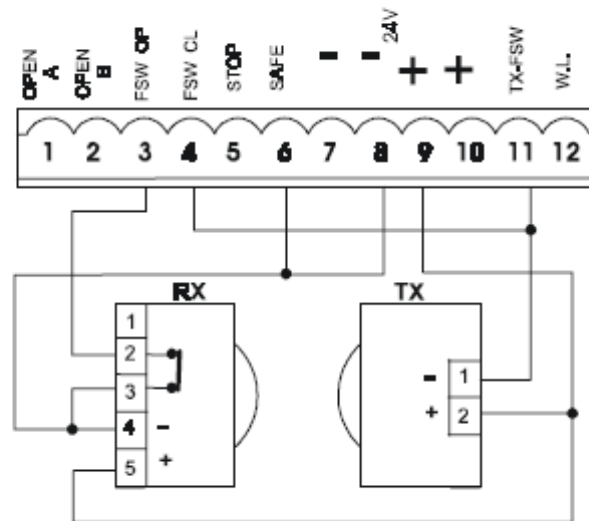 OPEN A
OPEN B
FSW OP
FSW CL
STOP
SAFE
-
-
24V
+
+
TX-FSW
W.L.
1 2 3 4 5 6 7 8 9 10 11 12
RX
TX
1
2
3
4 -
5 +
- 1
+ 2